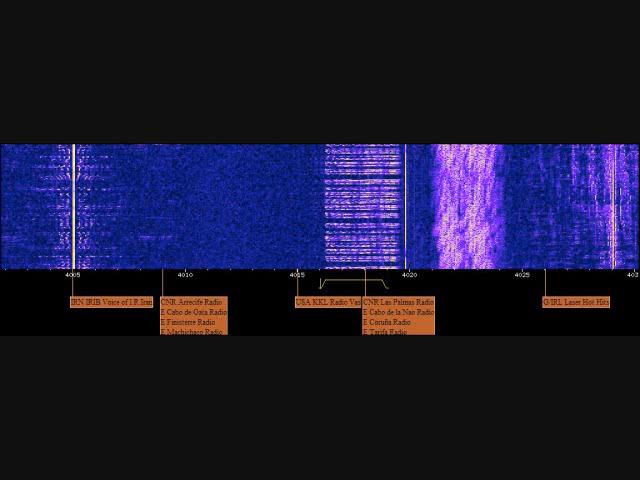 4005 4010 4015 4020 4025 403
IRN IRIB Voice of I.R.Iran
CNR Arrecife Radio
E Cabo de Gata Radio
E Finisterre Radio
E Machichaco Radio
USA KKL Radio Vas
CNR Las Palmas Radio
E Cabo de la Nao Radio
E Coruña Radio
E Tarifa Radio
G/IRL Laser Hot Hits